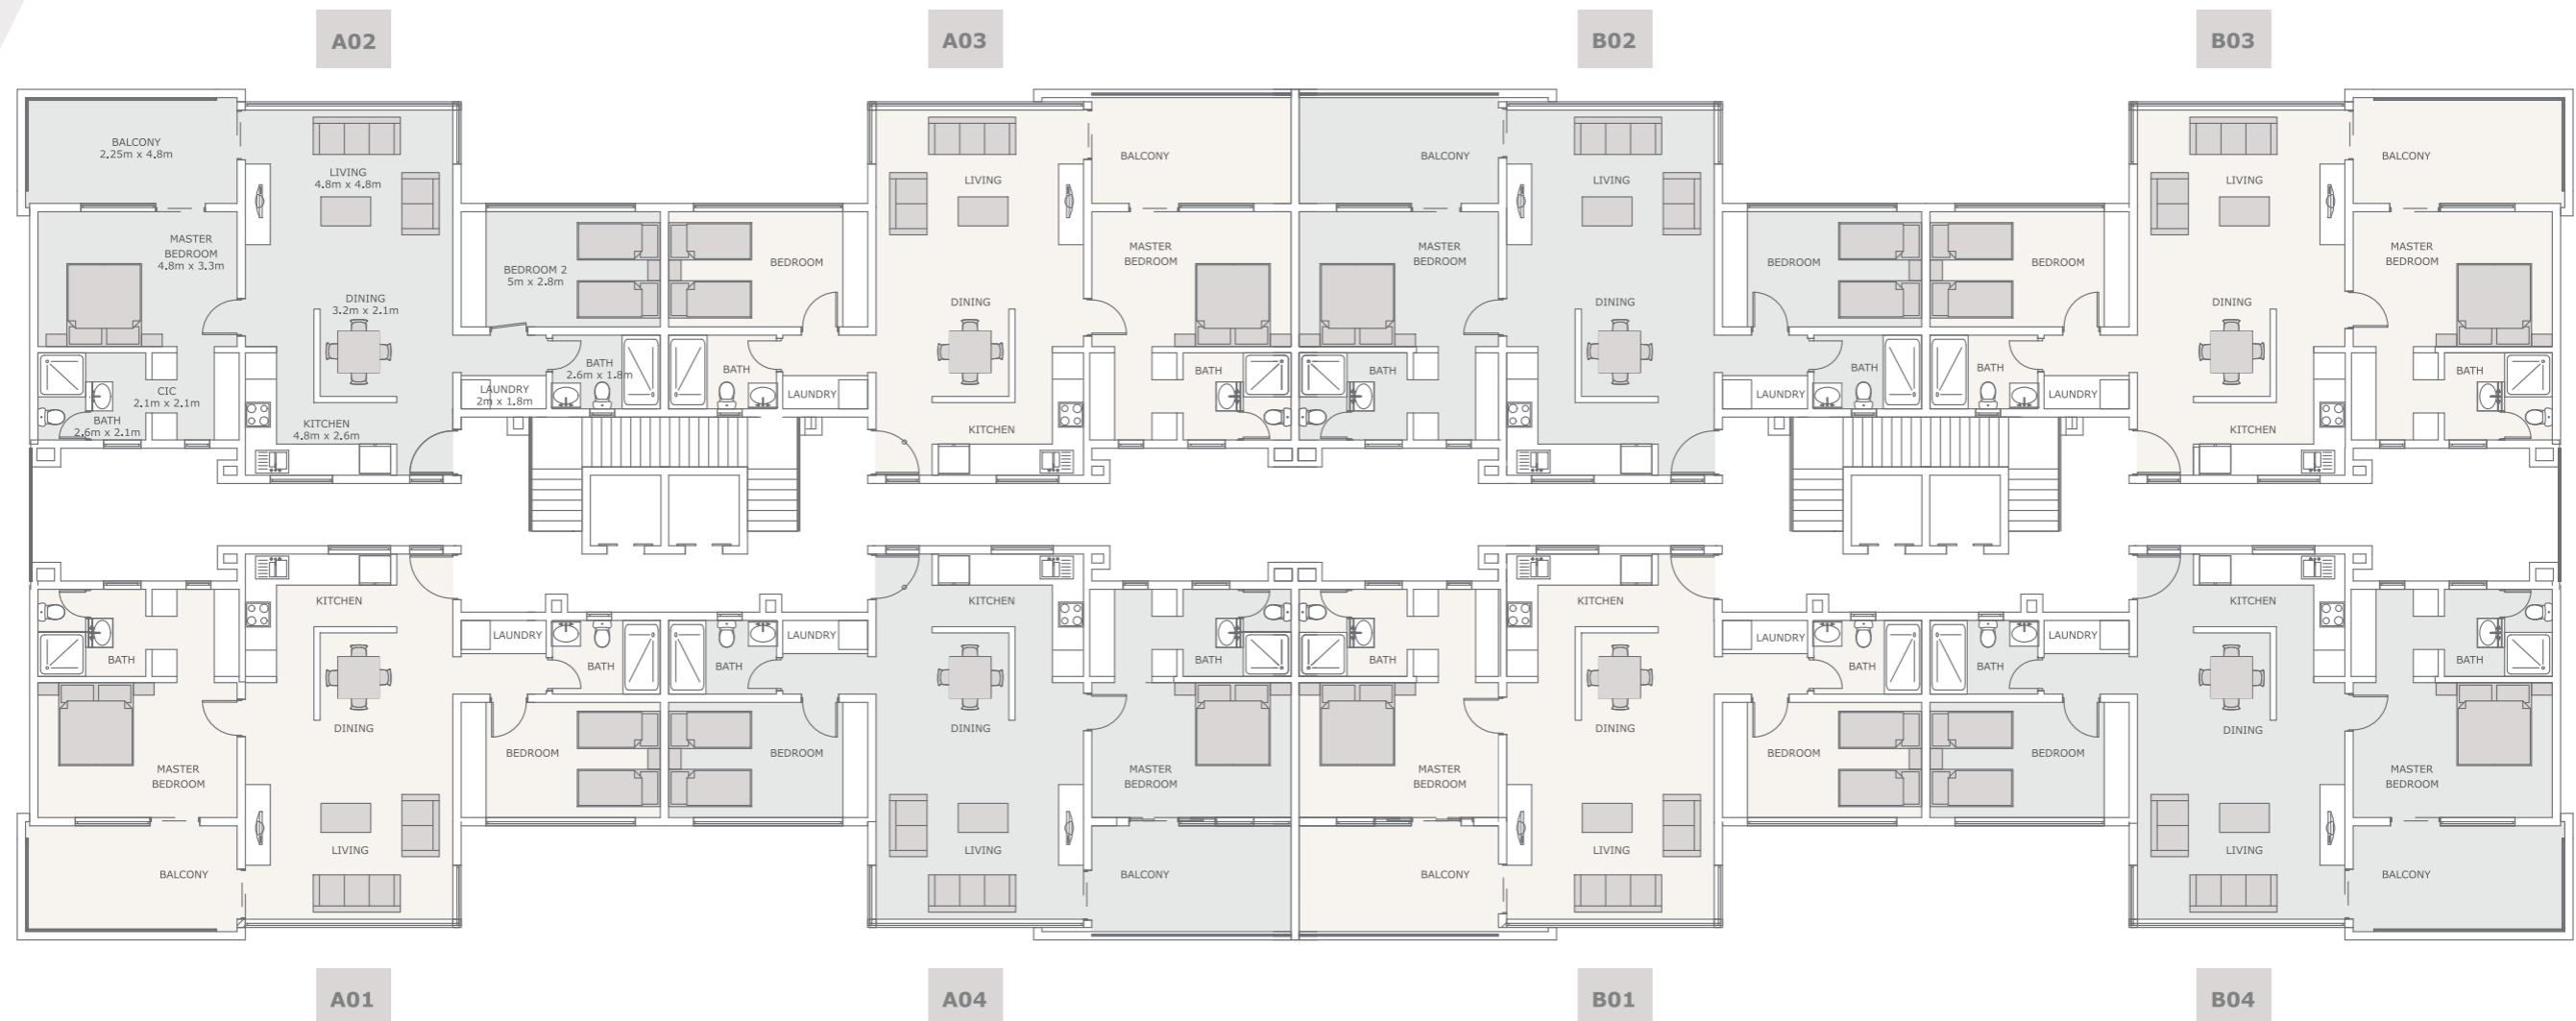 A02
A03
B02
B03
BALCONY
2.25m x 4.8m
LIVING
4.8m x 4.8m
MASTER
BEDROOM
4.8m x 3.3m
DINING
3.2m x 2.1m
BEDROOM 2
5m x 2.8m
BATH
2.6m x 1.8m
LAUNDRY
2m x 1.8m
CIC
2.1m x 2.1m
BATH
2.6m x 2.1m
KITCHEN
4.8m x 2.6m
LIVING
BALCONY
BEDROOM
MASTER
BEDROOM
DINING
BATH
LAUNDRY
BATH
KITCHEN
BALCONY
LIVING
MASTER
BEDROOM
BEDROOM
DINING
BATH
BATH
LAUNDRY
KITCHEN
LIVING
BALCONY
BEDROOM
MASTER
BEDROOM
DINING
BATH
LAUNDRY
BATH
KITCHEN
KITCHEN
LAUNDRY
BATH
BATH
DINING
BEDROOM
MASTER
BEDROOM
LIVING
BALCONY
KITCHEN
LAUNDRY
BATH
BATH
DINING
BEDROOM
MASTER
BEDROOM
LIVING
BALCONY
KITCHEN
LAUNDRY
BATH
BATH
DINING
BEDROOM
MASTER
BEDROOM
LIVING
BALCONY
KITCHEN
LAUNDRY
BATH
BATH
DINING
BEDROOM
MASTER
BEDROOM
LIVING
BALCONY
A01
A04
B01
B04